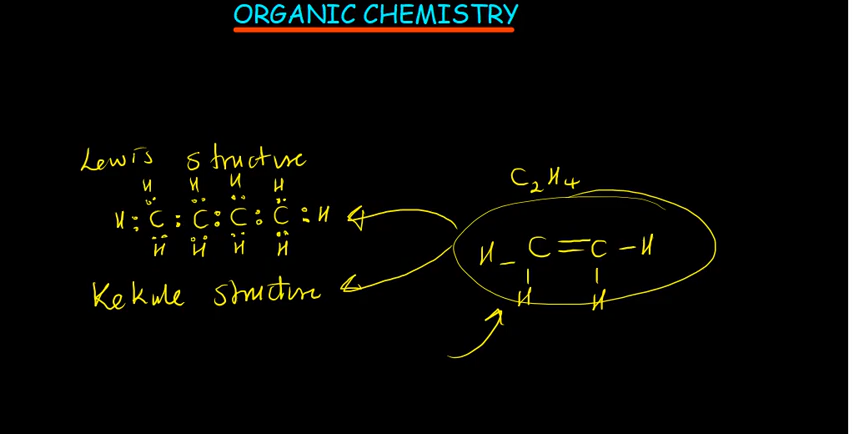 ORGANIC CHEMISTRY
Lewis structure
H H H H
H : C : C : C : C : H
H H H H
Kekule structure
C2H4
H - C = C - H
H H